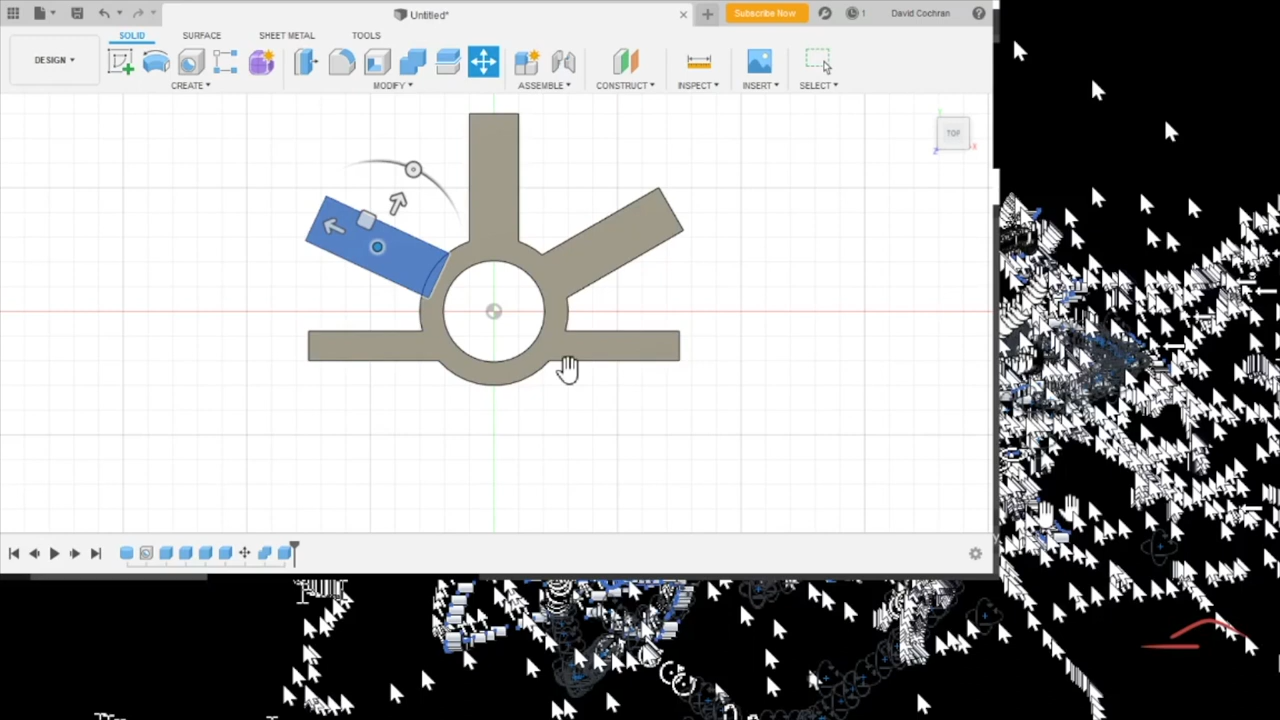 Untitled*
Subscribe Now
1
David Cochran
DESIGN
SOLID
SURFACE
SHEET METAL
TOOLS
CREATE
MODIFY
ASSEMBLE
CONSTRUCT
INSPECT
INSERT
SELECT
Y
TOP
Z
X